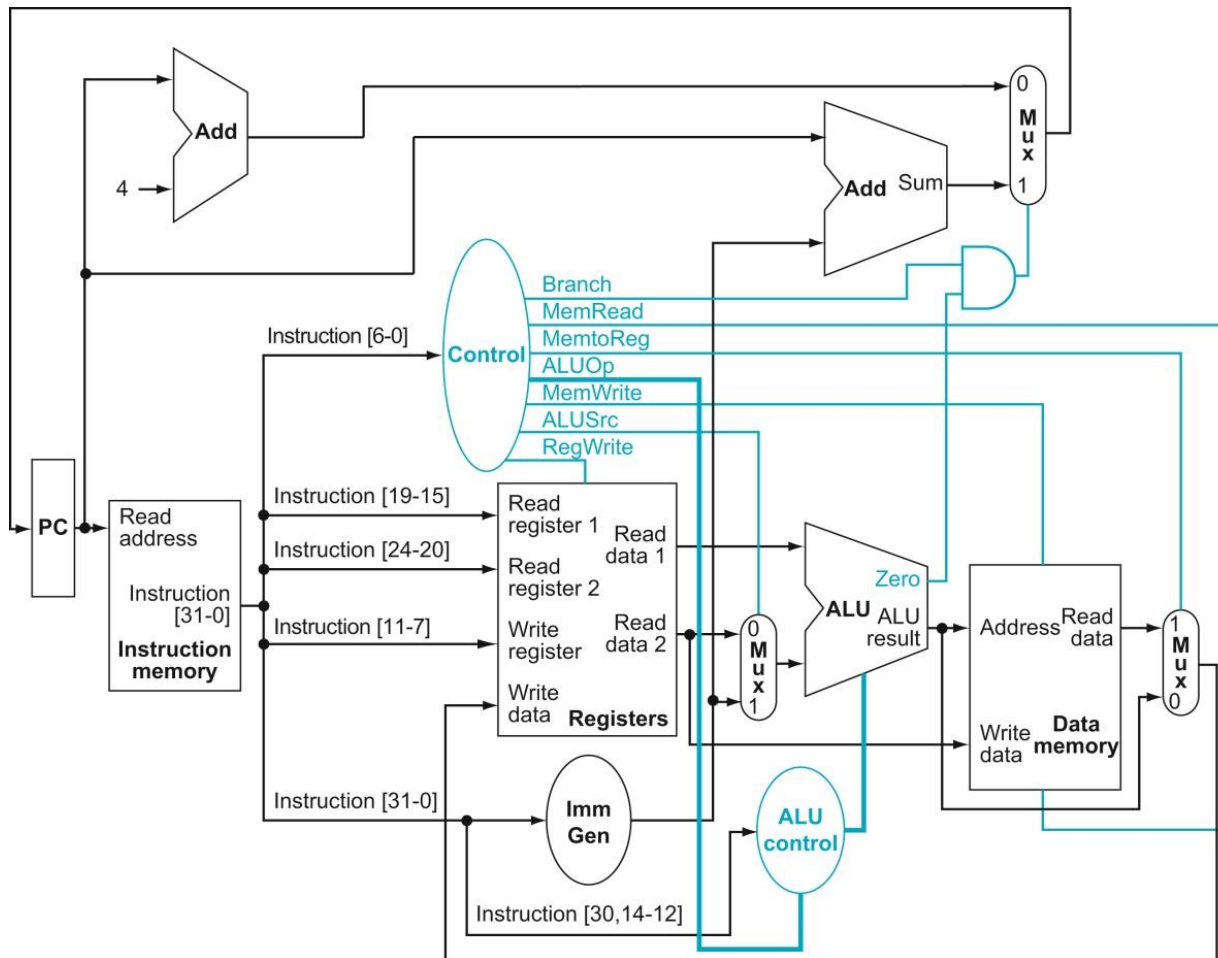 0
M
u
x
1
Add
4
Add Sum
Branch
MemRead
MemtoReg
ALUOp
MemWrite
ALUSrc
RegWrite
Instruction [6-0]
Control
PC
Read
address
Instruction
[31-0]
Instruction
memory
Instruction [19-15]
Instruction [24-20]
Instruction [11-7]
Instruction [31-0]
Read
register 1
Read
register 2
Write
register
Write
data
Read
data 1
Read
data 2
Registers
0
M
u
x
1
Zero
ALU
ALU
result
Address
Read
data
Write
data
Data
memory
1
M
u
x
0
Imm
Gen
ALU
control
Instruction [30,14-12]